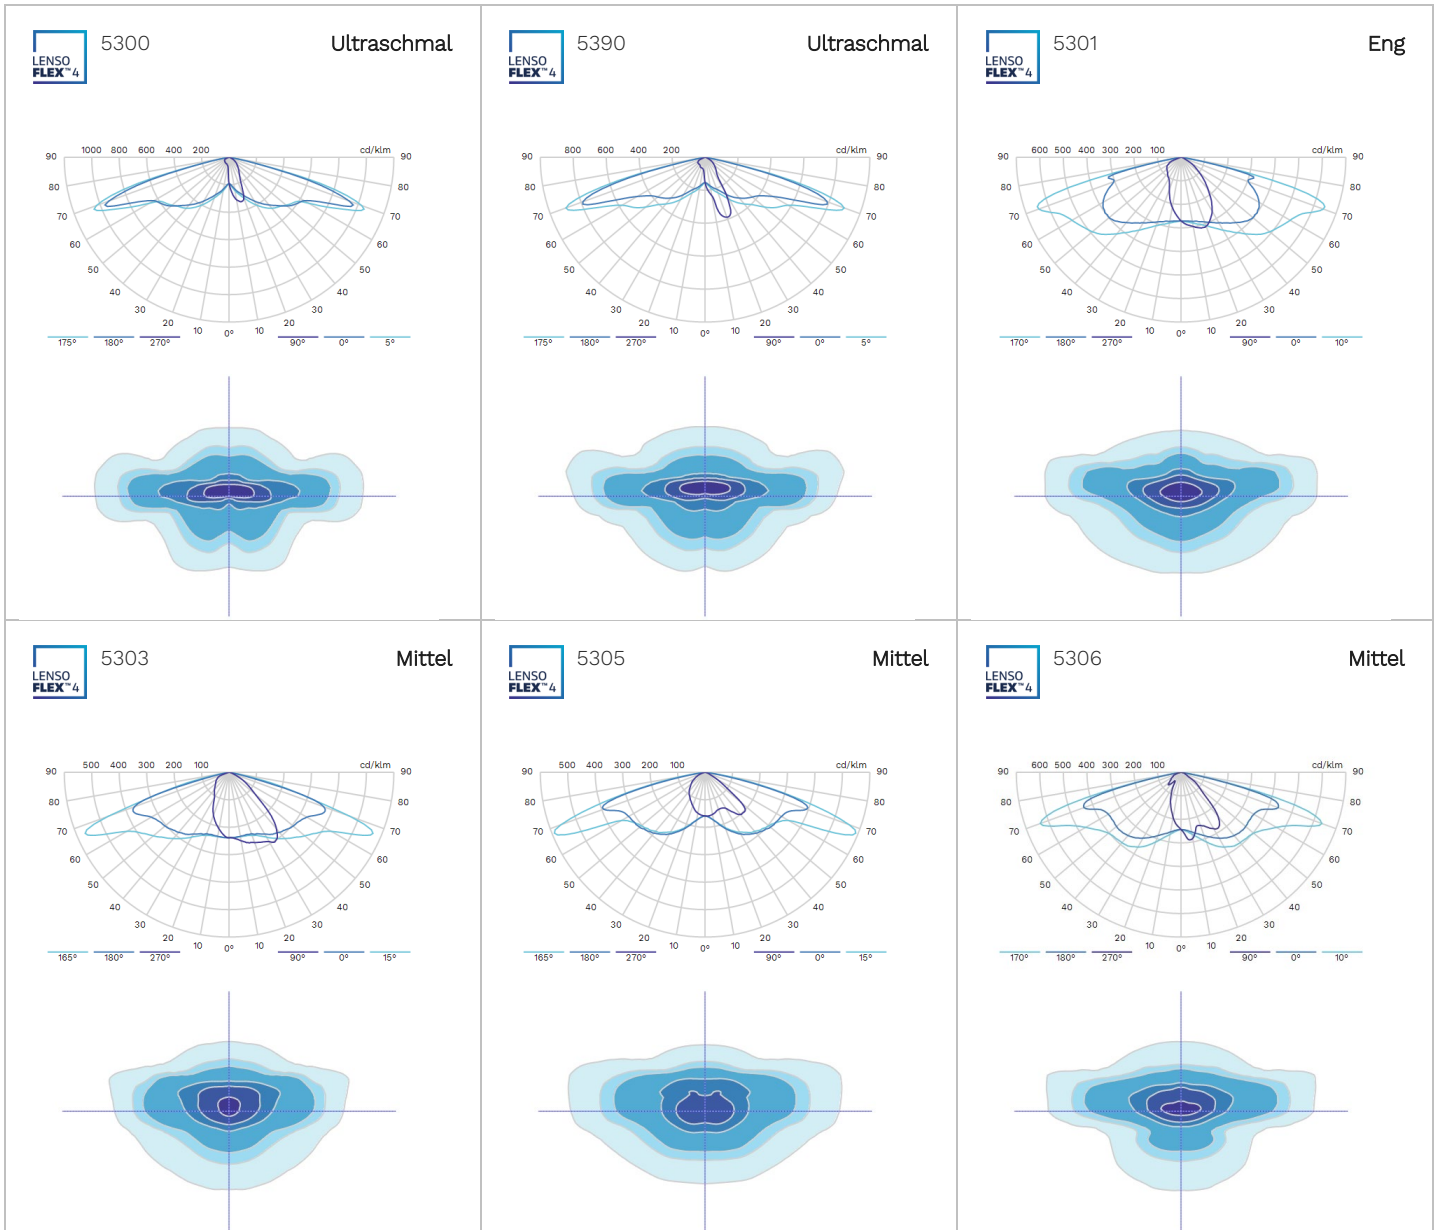 LENSO
FLEX™4
5300
Ultraschmal
90 1000 800 600 400 200 cd/klm 90
80 80
70 70
60 60
50 50
40 40
30 30
20 10 0° 10 20
175° 180° 270° 90° 0° 5°
LENSO
FLEX™4
5390
Ultraschmal
90 800 600 400 200 cd/klm 90
80 80
70 70
60 60
50 50
40 40
30 30
20 10 0° 10 20
175° 180° 270° 90° 0° 5°
LENSO
FLEX™4
5301
Eng
90 600 500 400 300 200 100 cd/klm 90
80 80
70 70
60 60
50 50
40 40
30 30
20 10 0° 10 20
170° 180° 270° 90° 0° 10°
LENSO
FLEX™4
5303
Mittel
90 500 400 300 200 100 cd/klm 90
80 80
70 70
60 60
50 50
40 40
30 30
20 10 0° 10 20
165° 180° 270° 90° 0° 15°
LENSO
FLEX™4
5305
Mittel
90 500 400 300 200 100 cd/klm 90
80 80
70 70
60 60
50 50
40 40
30 30
20 10 0° 10 20
165° 180° 270° 90° 0° 15°
LENSO
FLEX™4
5306
Mittel
90 600 500 400 300 200 100 cd/klm 90
80 80
70 70
60 60
50 50
40 40
30 30
20 10 0° 10 20
170° 180° 270° 90° 0° 10°